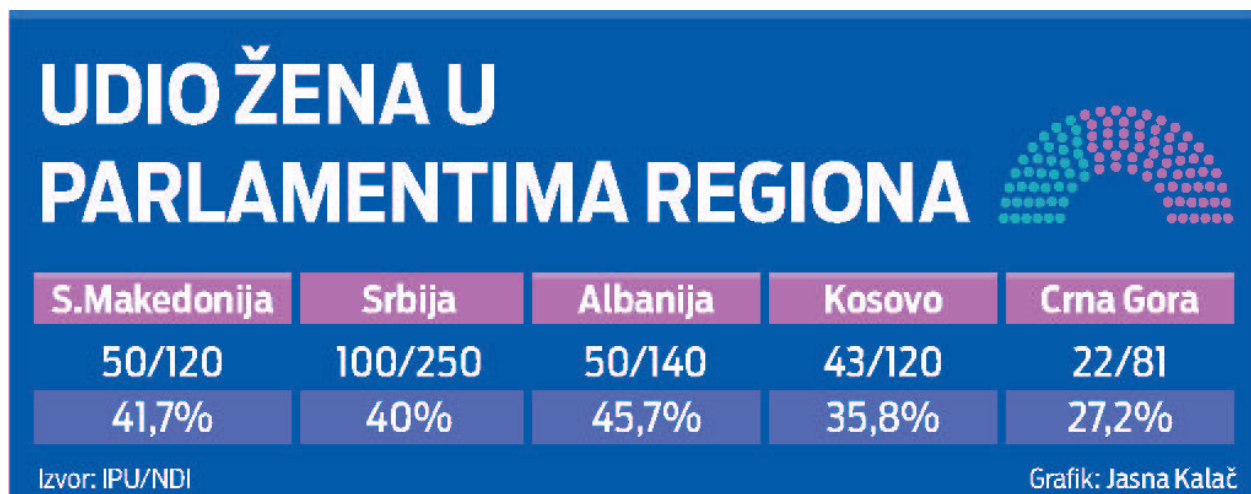 UDIO ŽENA U
PARLAMENTIMA REGIONA
S.Makedonija Srbija Albanija Kosovo Crna Gora
50/120 100/250 50/140 43/120 22/81
41,7% 40% 45,7% 35,8% 27,2%
Izvor: IPU/NDI Grafik: Jasna Kalač